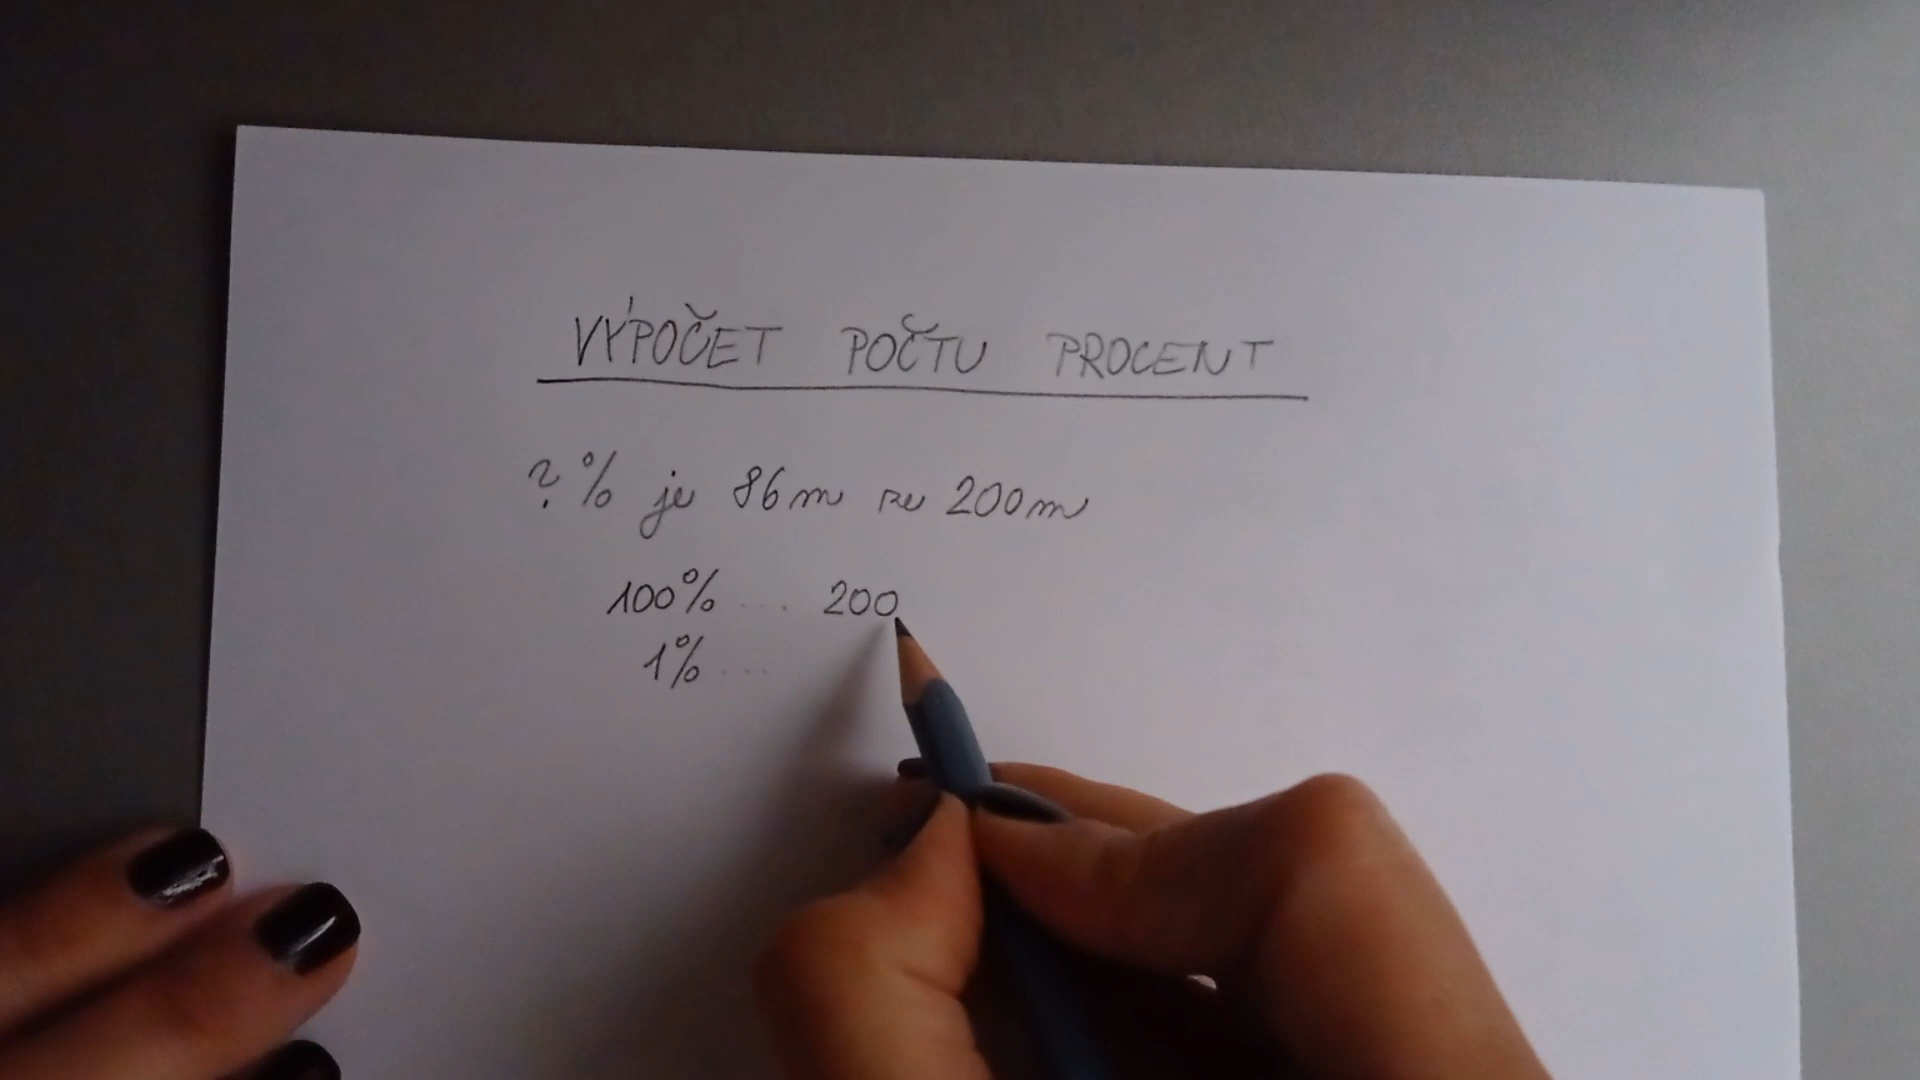 VÝPOČET POČTU PROCENT
? % je 86m ze 200m
100% .... 200
1% ....